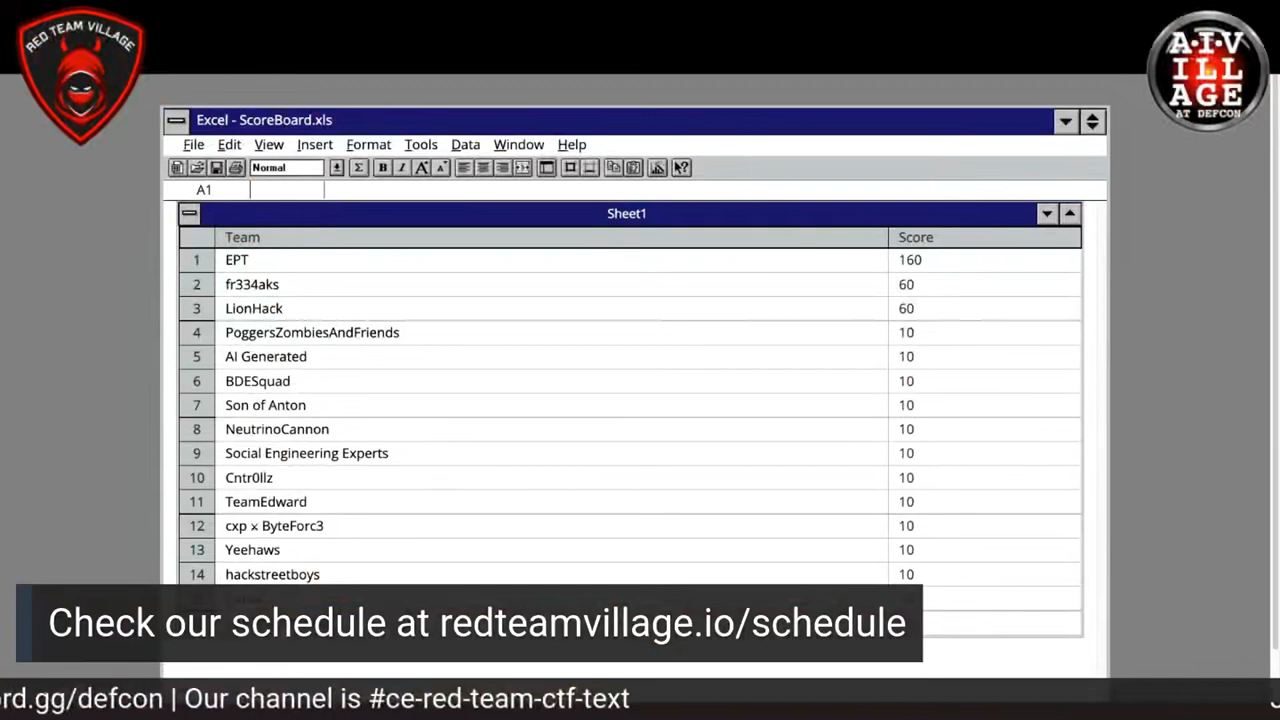 RED TEAM VILLAGE
A·I·V
ILL
AGE
AT DEFCON
Excel - ScoreBoard.xls
File Edit View Insert Format Tools Data Window Help
Normal
A1
Sheet1
Team Score
1 EPT 160
2 fr334aks 60
3 LionHack 60
4 PoggersZombiesAndFriends 10
5 AI Generated 10
6 BDESquad 10
7 Son of Anton 10
8 NeutrinoCannon 10
9 Social Engineering Experts 10
10 Cntr0llz 10
11 TeamEdward 10
12 cxp x ByteForc3 10
13 Yeehaws 10
14 hackstreetboys 10
Check our schedule at redteamvillage.io/schedule
ord.gg/defcon | Our channel is #ce-red-team-ctf-text